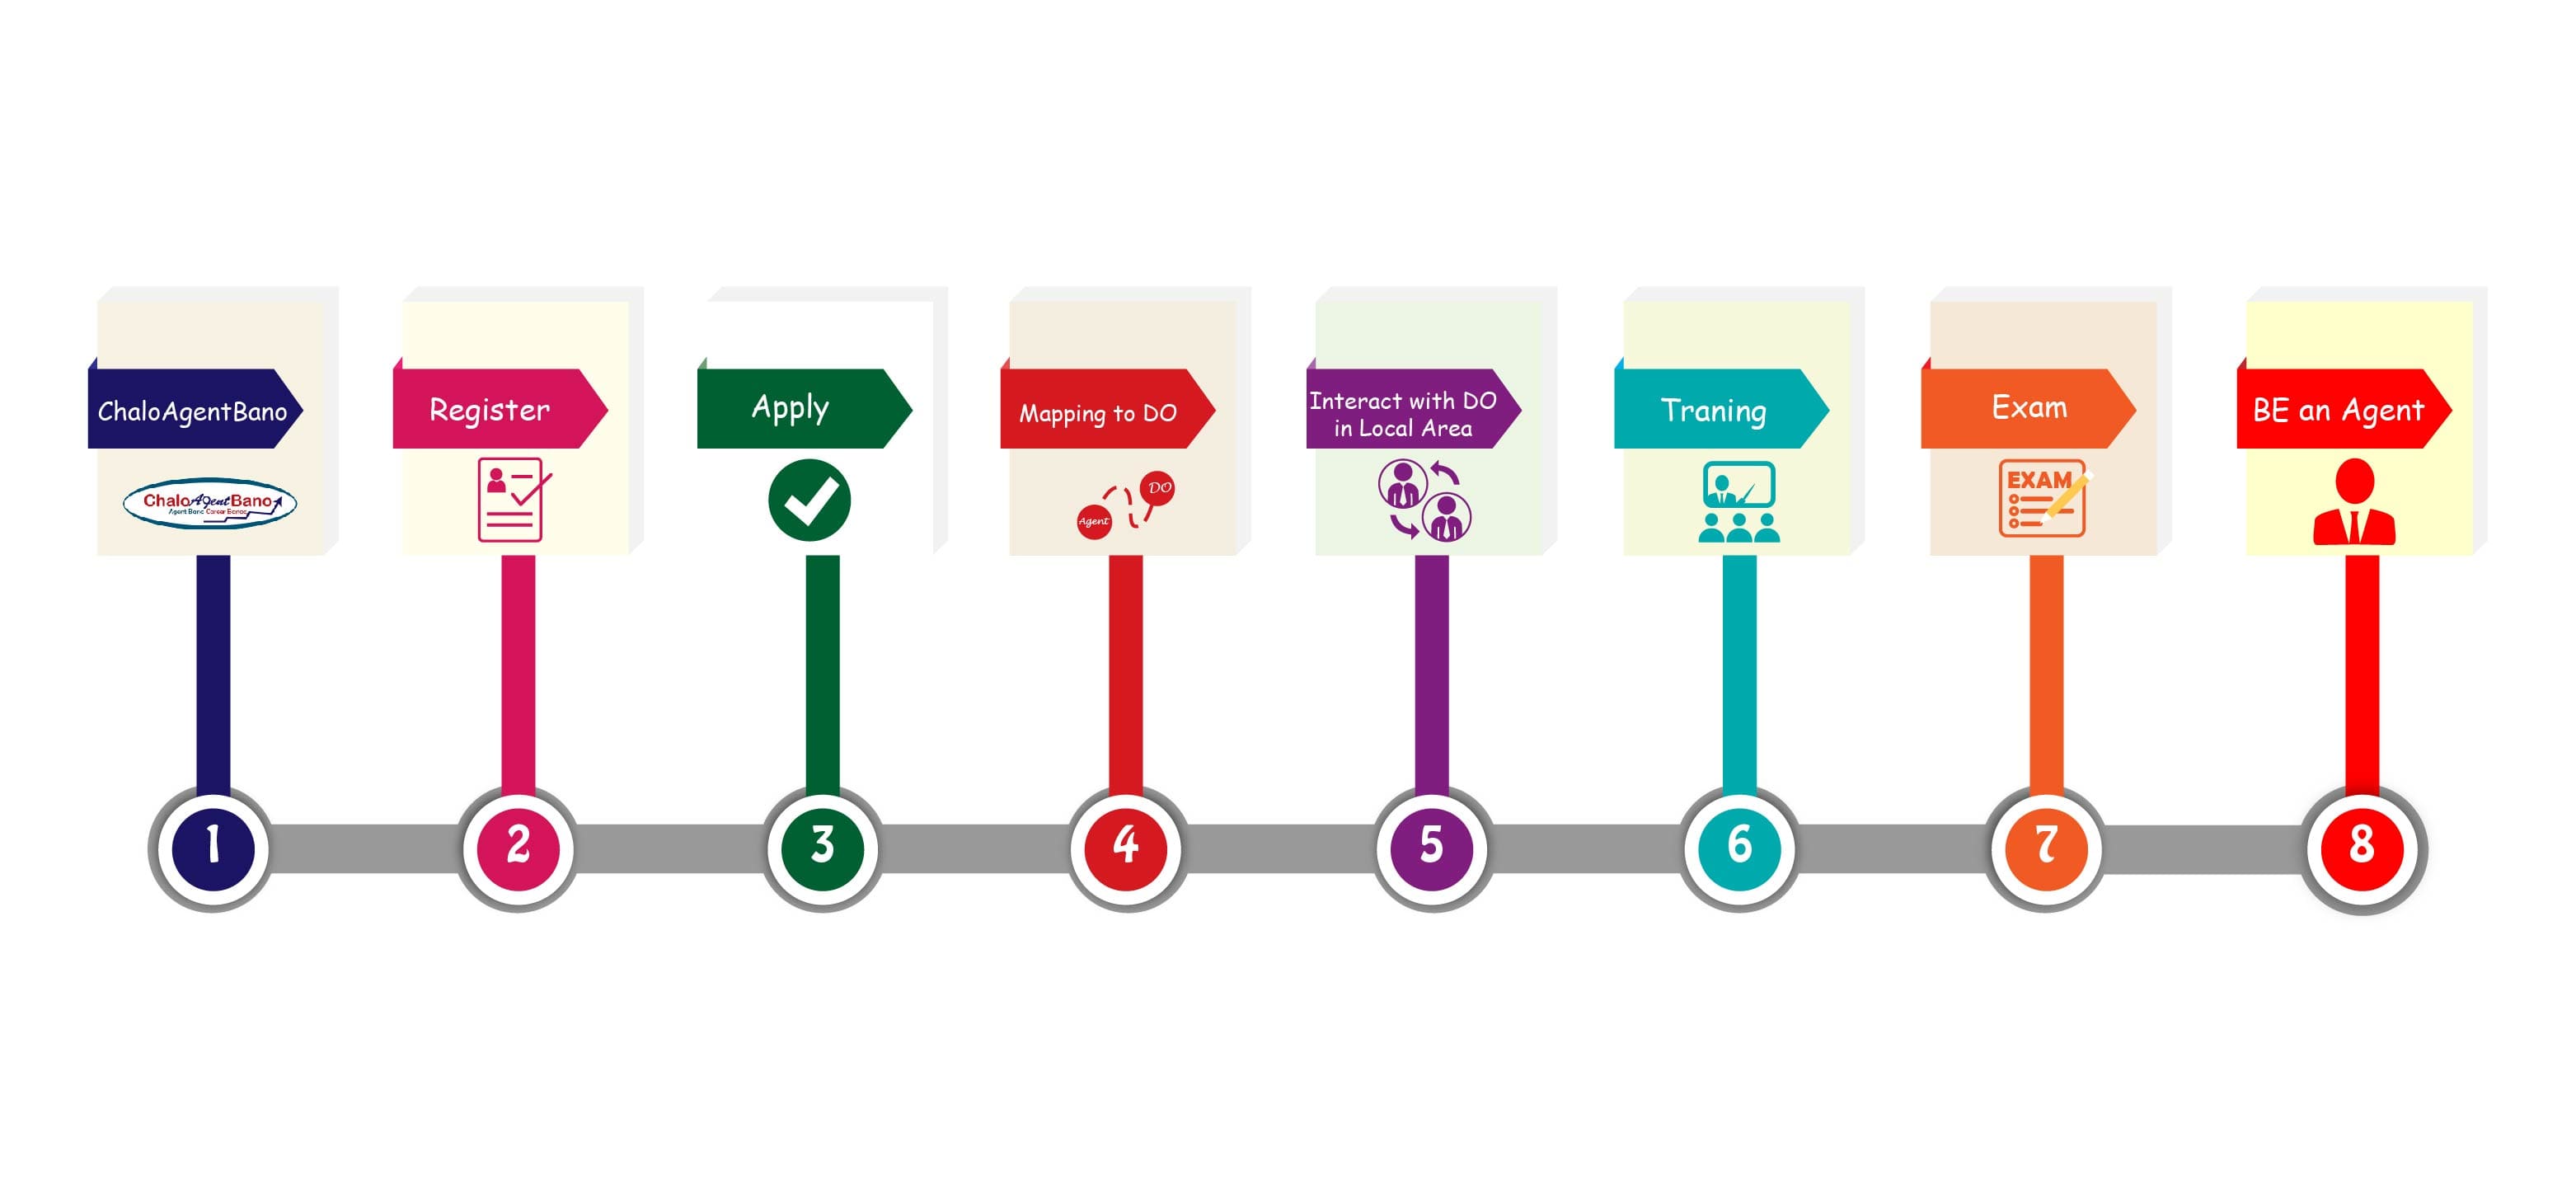 ChaloAgentBano
Register
Apply
Mapping to DO
Interact with DO
in Local Area
Traning
Exam
BE an Agent
ChaloAgentBano
Agent Bano Career Banao
Agent
DO
EXAM
1
2
3
4
5
6
7
8